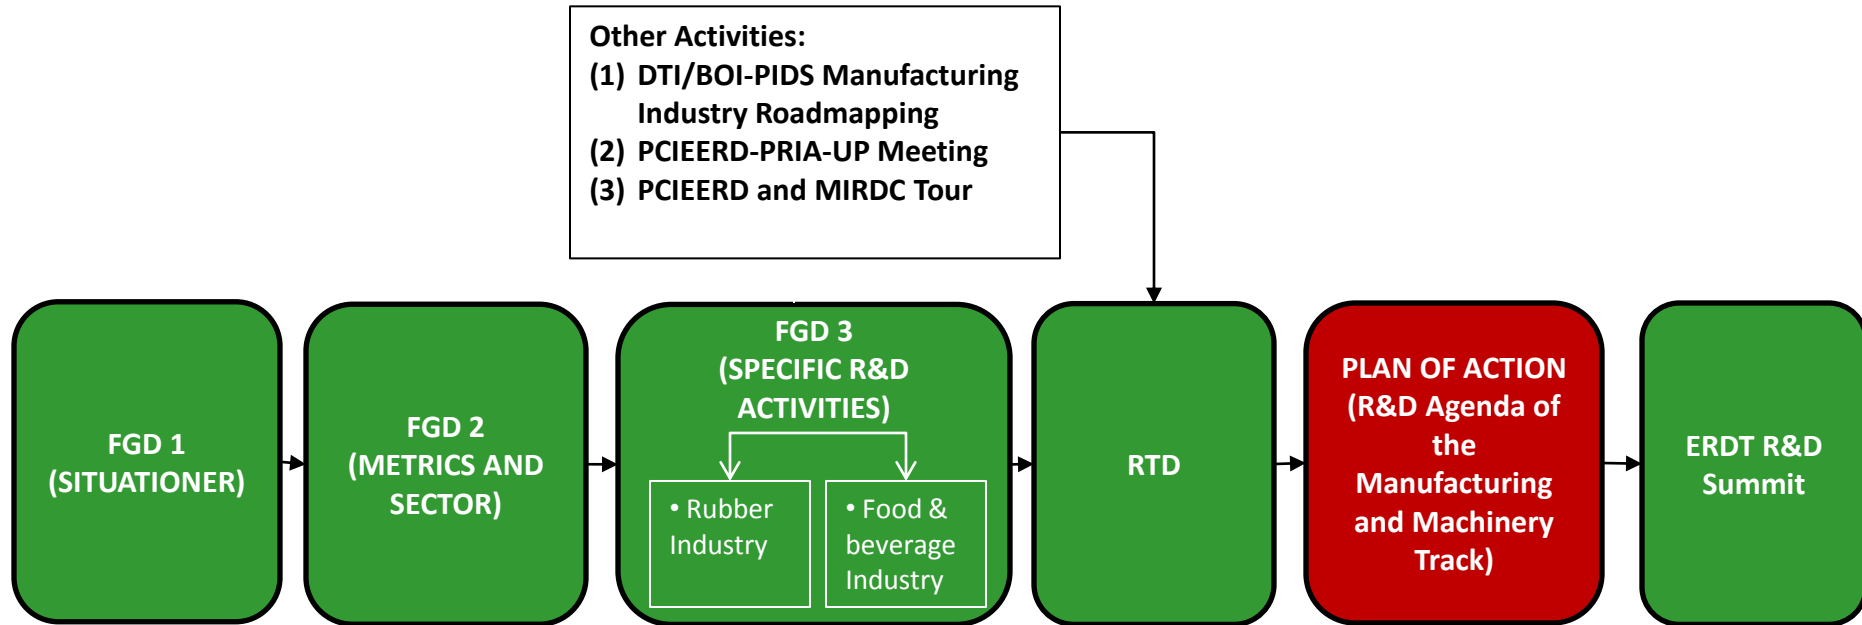 Other Activities:
(1) DTI/BOI-PIDS Manufacturing
Industry Roadmapping
(2) PCIEERD-PRIA-UP Meeting
(3) PCIEERD and MIRDC Tour
FGD 1
(SITUATIONER)
FGD 2
(METRICS AND
SECTOR)
FGD 3
(SPECIFIC R&D
ACTIVITIES)
• Rubber
Industry
• Food &
beverage
Industry
RTD
PLAN OF ACTION
(R&D Agenda of
the
Manufacturing
and Machinery
Track)
ERDT R&D
Summit